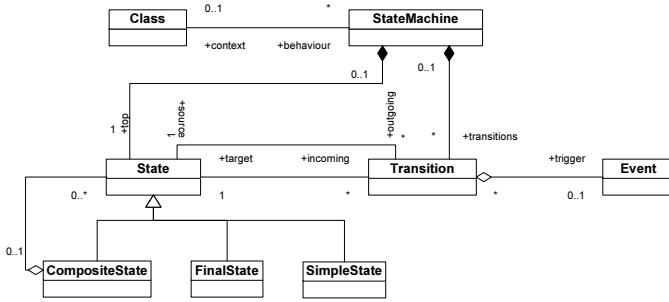 0..1 *
Class StateMachine
+context +behaviour
0..1 0..1
+top
1
+source
1
+outgoing
*
* +transitions
+target +incoming +trigger
State Transition Event
0..* 1 * * 0..1
0..1
CompositeState FinalState SimpleState